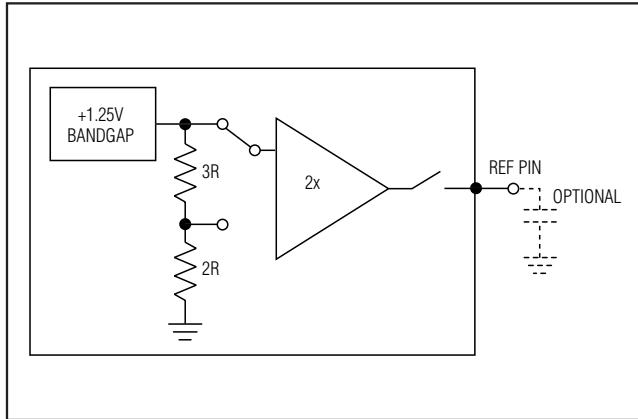 +1.25V
BANDGAP
3R
2x
REF PIN
OPTIONAL
2R